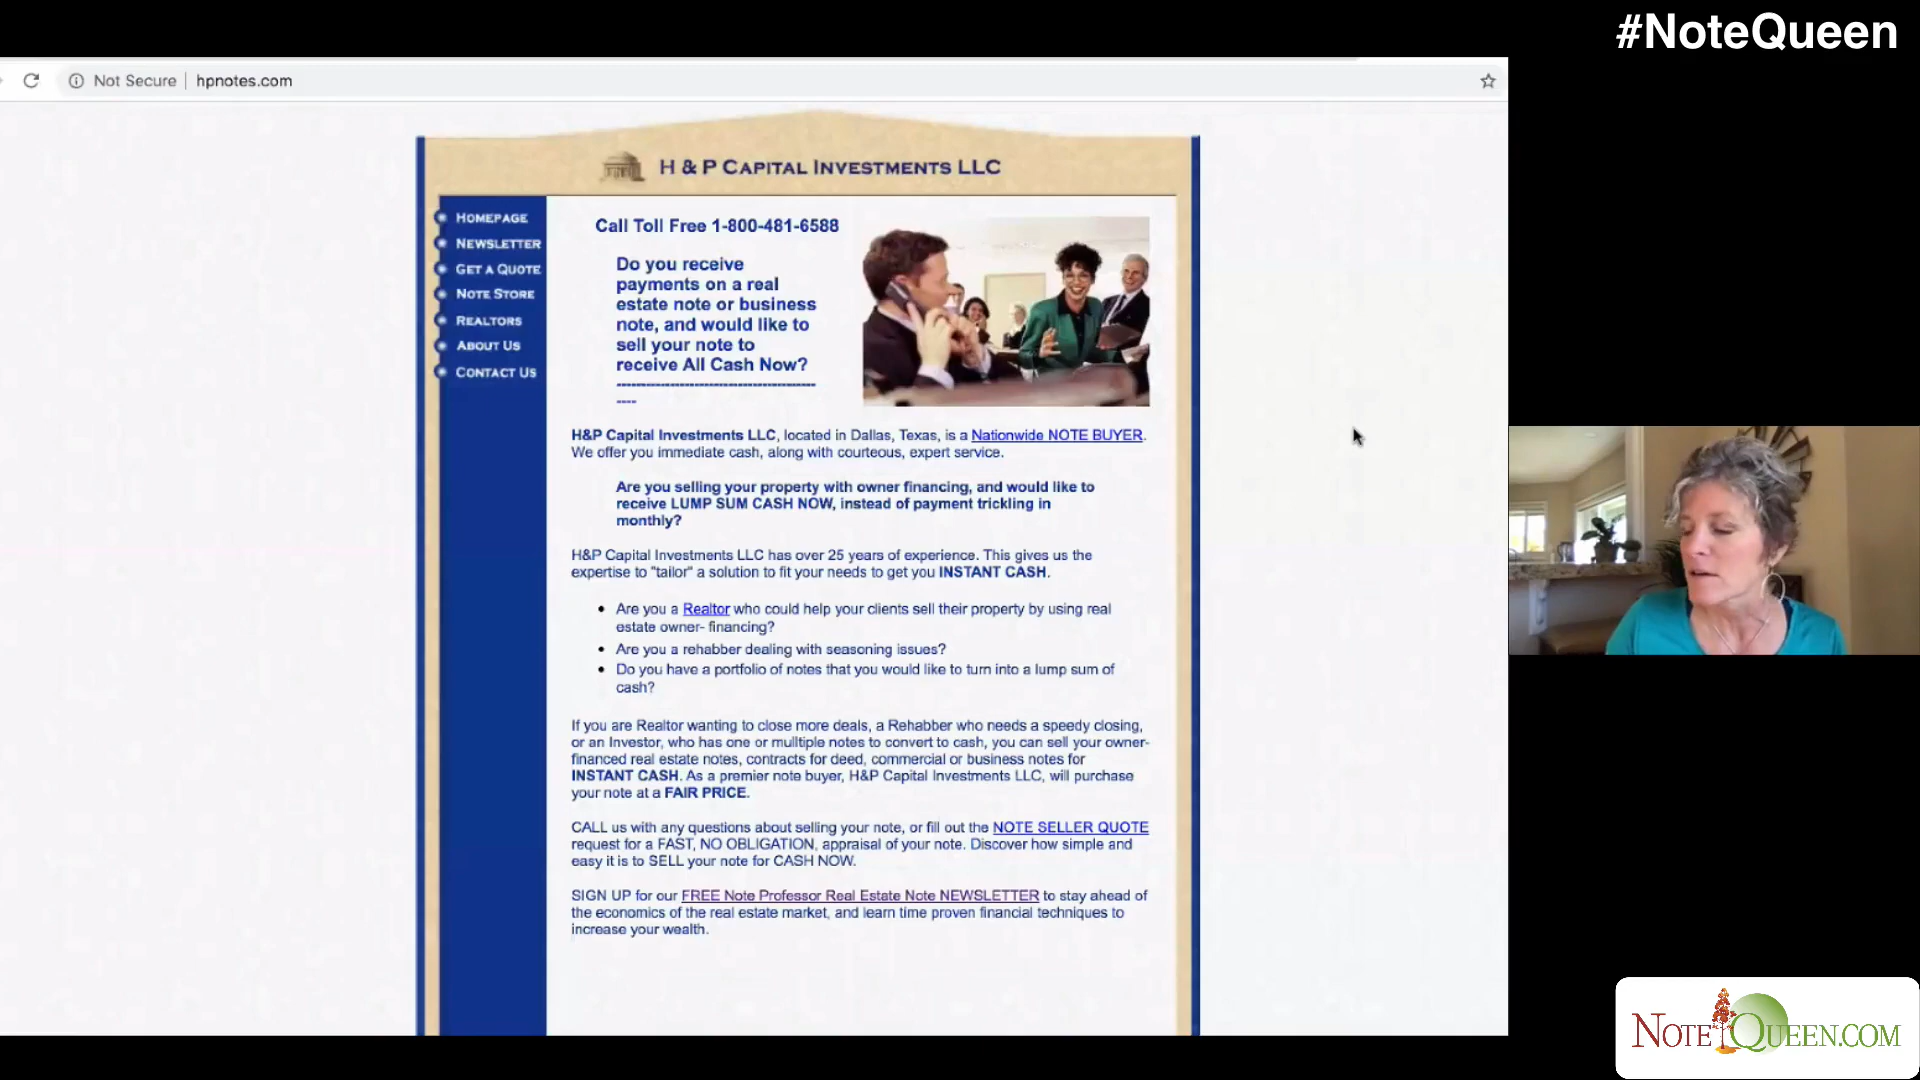 #NoteQueen
Not Secure | hpnotes.com
H & P CAPITAL INVESTMENTS LLC
HOMEPAGE
NEWSLETTER
GET A QUOTE
NOTE STORE
REALTORS
ABOUT US
CONTACT US
Call Toll Free 1-800-481-6588
Do you receive
payments on a real
estate note or business
note, and would like to
sell your note to
receive All Cash Now?
----------------------------------------
----
H&P Capital Investments LLC, located in Dallas, Texas, is a Nationwide NOTE BUYER.
We offer you immediate cash, along with courteous, expert service.
Are you selling your property with owner financing, and would like to
receive LUMP SUM CASH NOW, instead of payment trickling in
monthly?
H&P Capital Investments LLC has over 25 years of experience. This gives us the
expertise to "tailor" a solution to fit your needs to get you INSTANT CASH.
• Are you a Realtor who could help your clients sell their property by using real
estate owner- financing?
• Are you a rehabber dealing with seasoning issues?
• Do you have a portfolio of notes that you would like to turn into a lump sum of
cash?
If you are Realtor wanting to close more deals, a Rehabber who needs a speedy closing,
or an Investor, who has one or mulltiple notes to convert to cash, you can sell your owner-
financed real estate notes, contracts for deed, commercial or business notes for
INSTANT CASH. As a premier note buyer, H&P Capital Investments LLC, will purchase
your note at a FAIR PRICE.
CALL us with any questions about selling your note, or fill out the NOTE SELLER QUOTE
request for a FAST, NO OBLIGATION, appraisal of your note. Discover how simple and
easy it is to SELL your note for CASH NOW.
SIGN UP for our FREE Note Professor Real Estate Note NEWSLETTER to stay ahead of
the economics of the real estate market, and learn time proven financial techniques to
increase your wealth.
NOTEQUEEN.COM